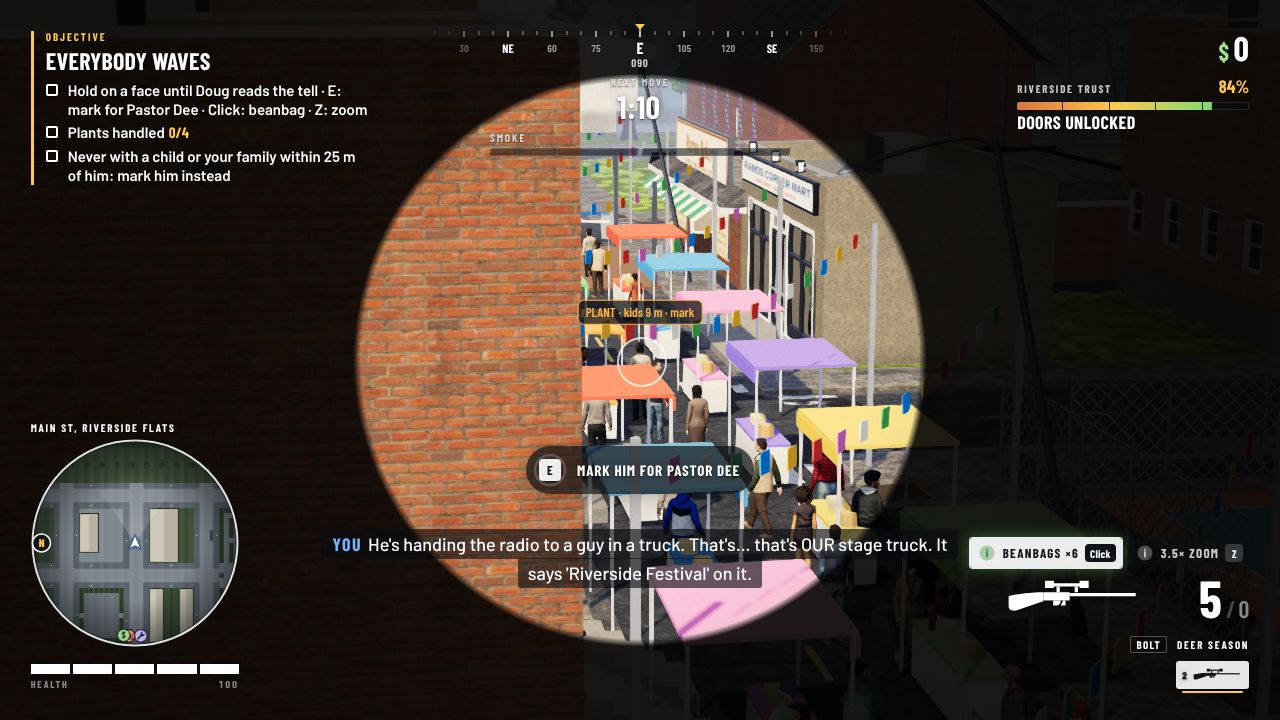 OBJECTIVE
EVERYBODY WAVES
Hold on a face until Doug reads the tell · E:
mark for Pastor Dee · Click: beanbag · Z: zoom
Plants handled 0/4
Never with a child or your family within 25 m
of him: mark him instead
30 NE 60 75 E 105 120 SE 150
090
NEXT MOVE
1:10
SMOKE
$0
RIVERSIDE TRUST 84%
DOORS UNLOCKED
RAMOS CORNER MART
PLANT · kids 9 m · mark
E MARK HIM FOR PASTOR DEE
YOU He's handing the radio to a guy in a truck. That's... that's OUR stage truck. It
says 'Riverside Festival' on it.
MAIN ST, RIVERSIDE FLATS
N
$
HEALTH 100
i BEANBAGS ×6 Click
i 3.5× ZOOM Z
5/0
BOLT DEER SEASON
2